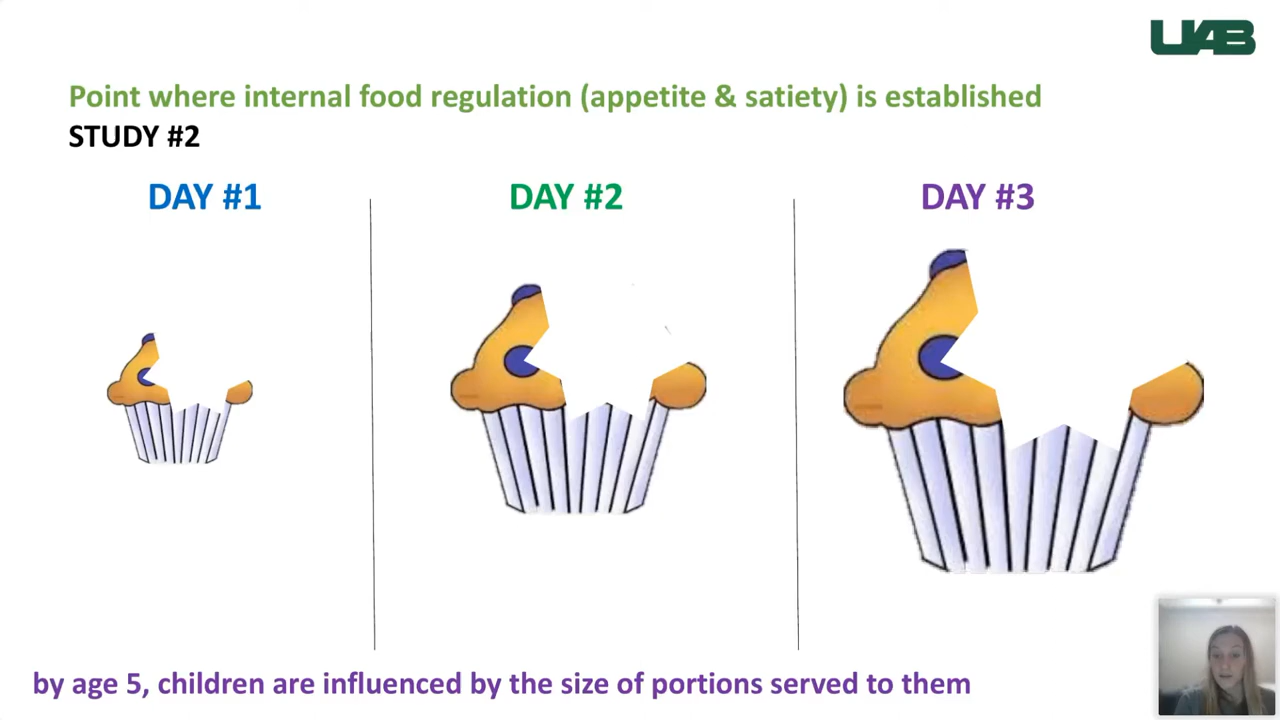 UAB
Point where internal food regulation (appetite & satiety) is established
STUDY #2
DAY #1
DAY #2
DAY #3
by age 5, children are influenced by the size of portions served to them